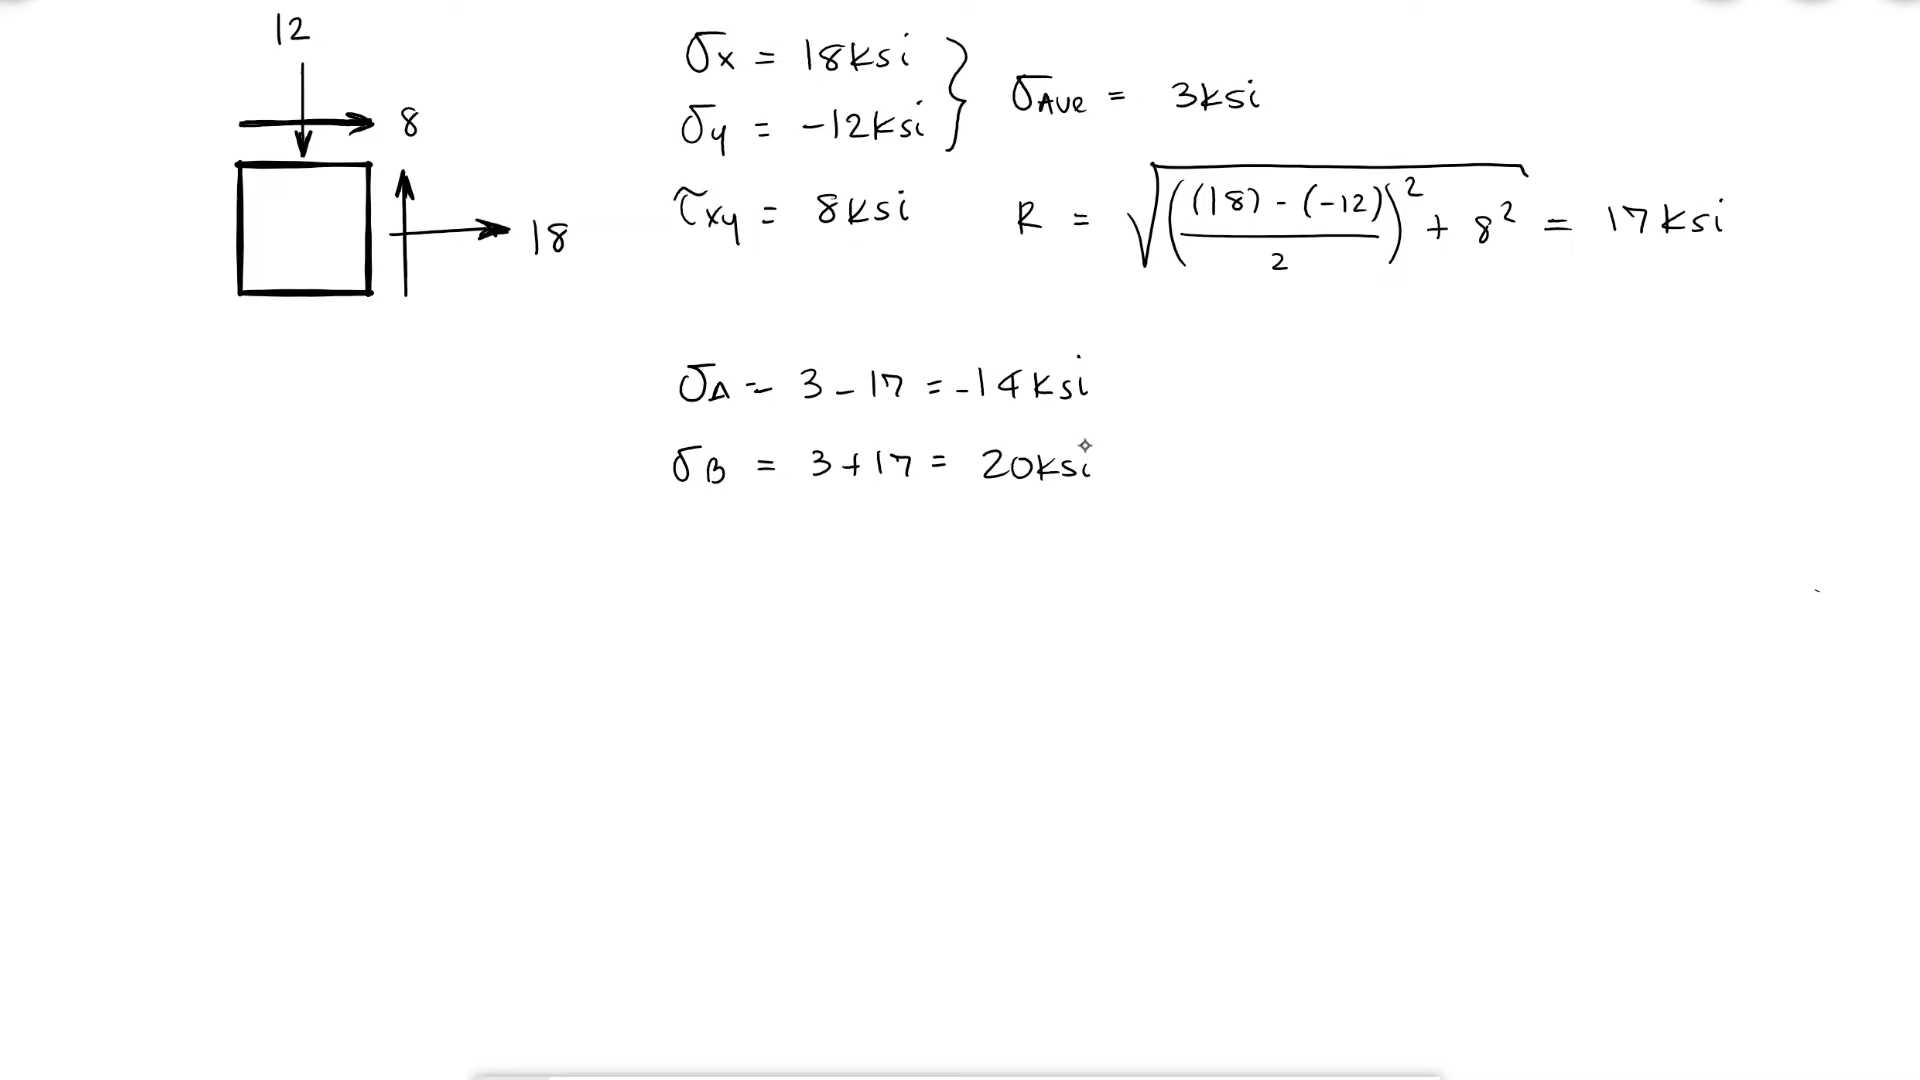 12
8
18
σx = 18ksi
σy = -12ksi
σAve = 3ksi
τxy = 8ksi
R = √(((18) - (-12))/2)² + 8² = 17ksi
σA = 3 - 17 = -14ksi
σB = 3 + 17 = 20ksi